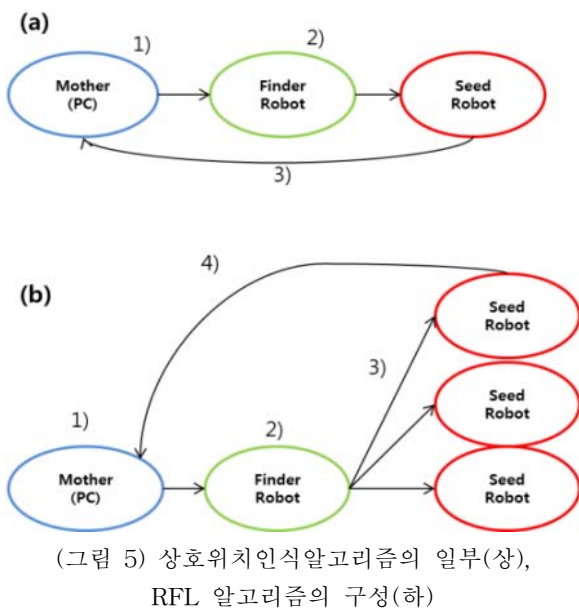 (a)
1)
2)
Mother
(PC)
Finder
Robot
Seed
Robot
3)
(b)
4)
Seed
Robot
3)
Seed
Robot
1)
2)
Mother
(PC)
Finder
Robot
Seed
Robot
(그림 5) 상호위치인식알고리즘의 일부(상),
RFL 알고리즘의 구성(하)